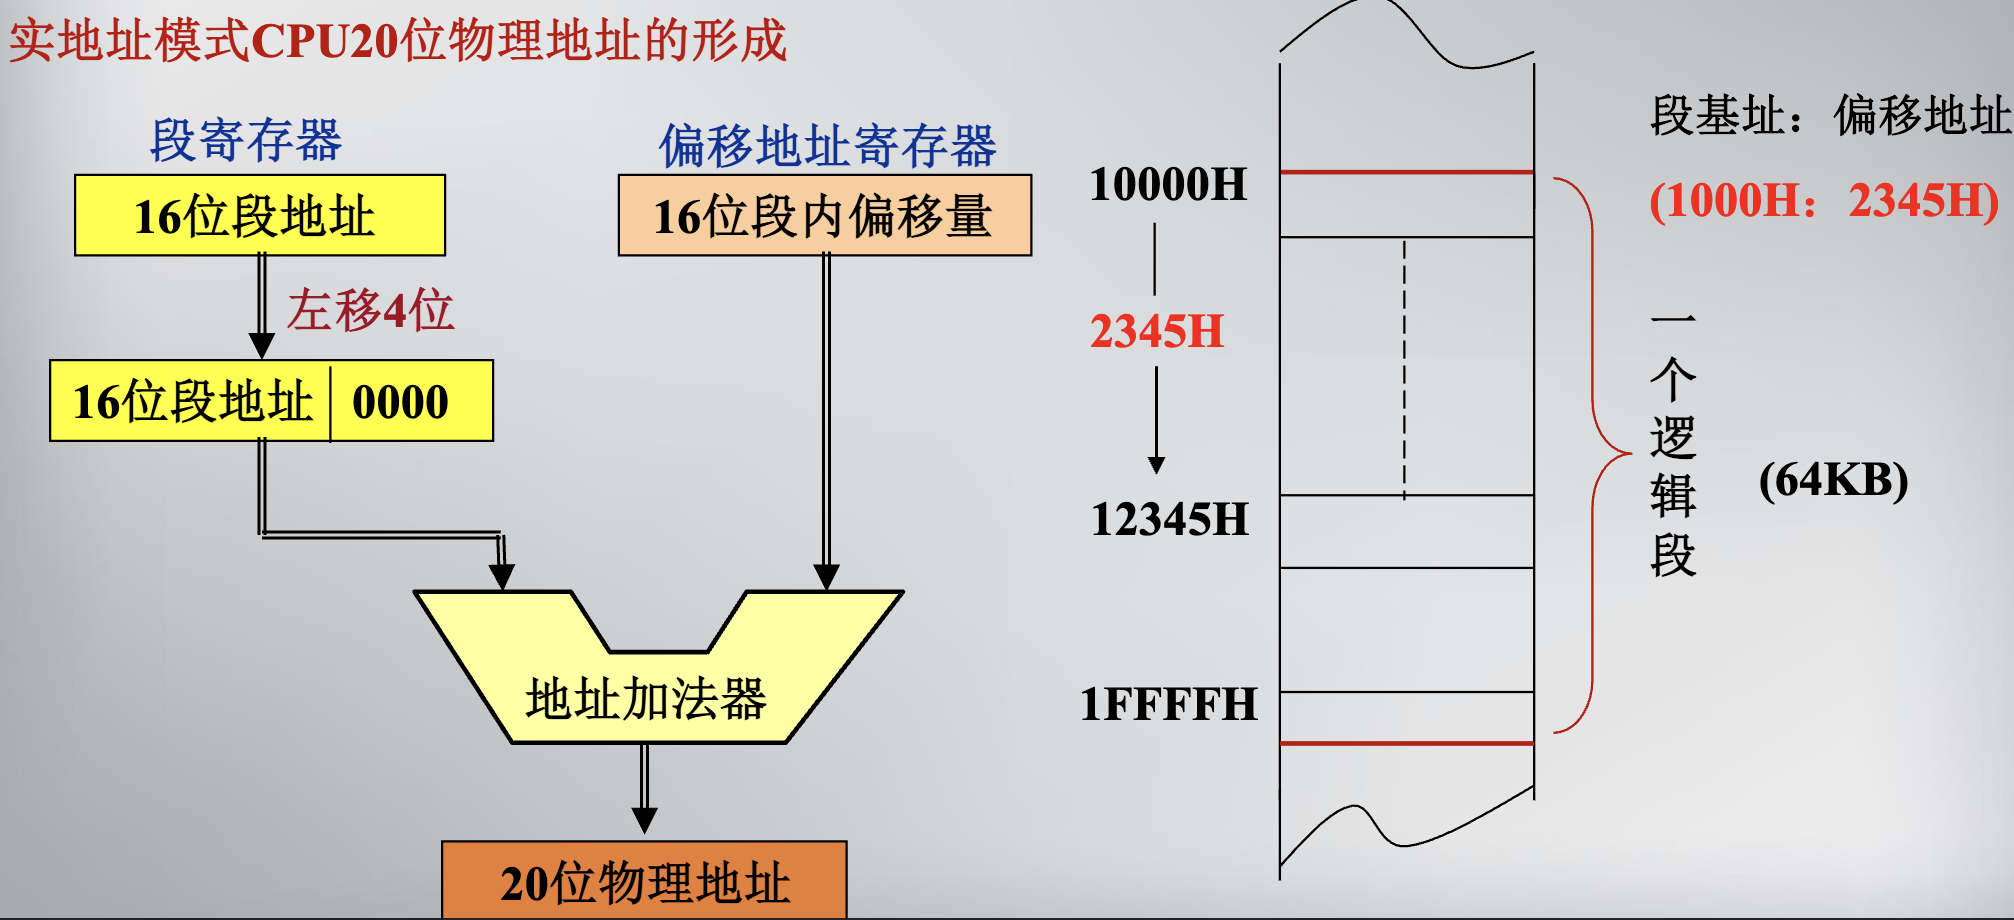 实地址模式CPU20位物理地址的形成
段寄存器
偏移地址寄存器
16位段地址
16位段内偏移量
左移4位
16位段地址 0000
地址加法器
20位物理地址
10000H
2345H
12345H
1FFFFH
段基址：偏移地址
(1000H：2345H)
一个逻辑段
(64KB)